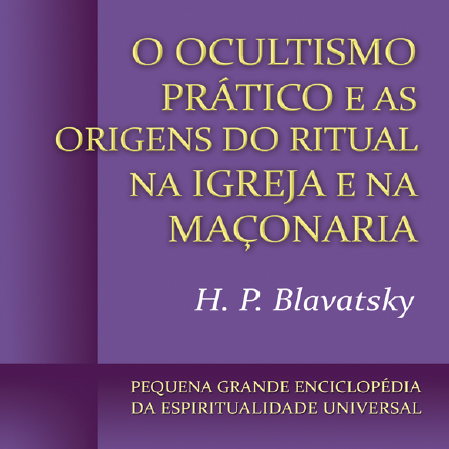 O OCULTISMO
PRÁTICO E AS
ORIGENS DO RITUAL
NA IGREJA E NA
MAÇONARIA
H. P. Blavatsky
PEQUENA GRANDE ENCICLOPÉDIA
DA ESPIRITUALIDADE UNIVERSAL